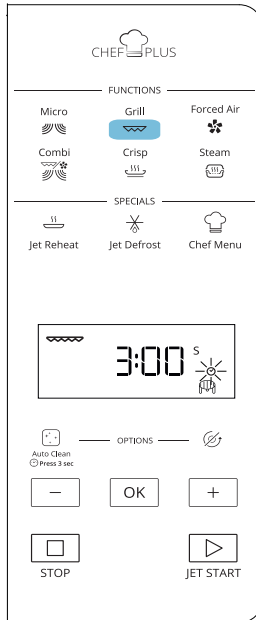 CHEF PLUS
FUNCTIONS
Micro Grill Forced Air
Combi Crisp Steam
SPECIALS
Jet Reheat Jet Defrost Chef Menu
3:00 S
OPTIONS
Auto Clean
Press 3 sec
− OK +
STOP JET START